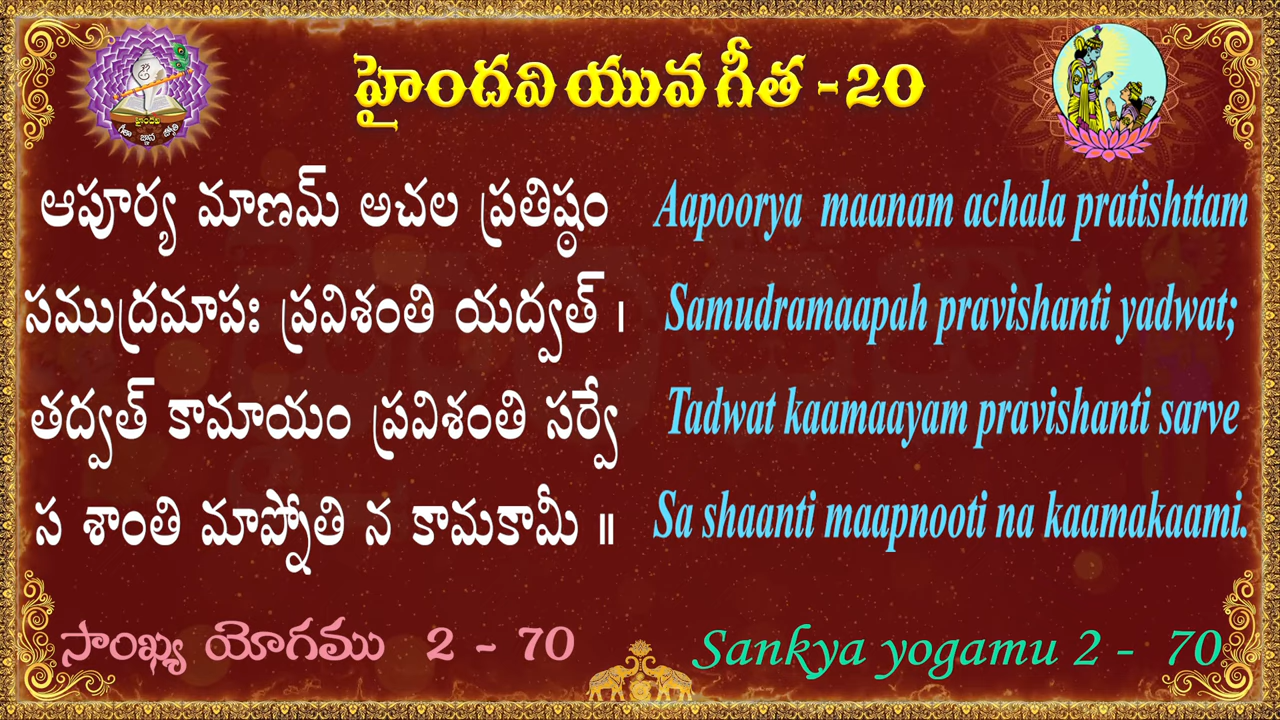 హైందవి యువ గీత - 20
హైందవి
గీతా జ్ఞాన జ్యోతి
ఆపూర్య మాణమ్ అచల ప్రతిష్ఠం
సముద్రమాపః ప్రవిశంతి యద్వత్ ।
తద్వత్ కామాయం ప్రవిశంతి సర్వే
స శాంతి మాప్నోతి న కామకామీ ॥
Aapoorya maanam achala pratishttam
Samudramaapah pravishanti yadwat;
Tadwat kaamaayam pravishanti sarve
Sa shaanti maapnooti na kaamakaami.
సాంఖ్య యోగము 2 - 70
Sankya yogamu 2 - 70